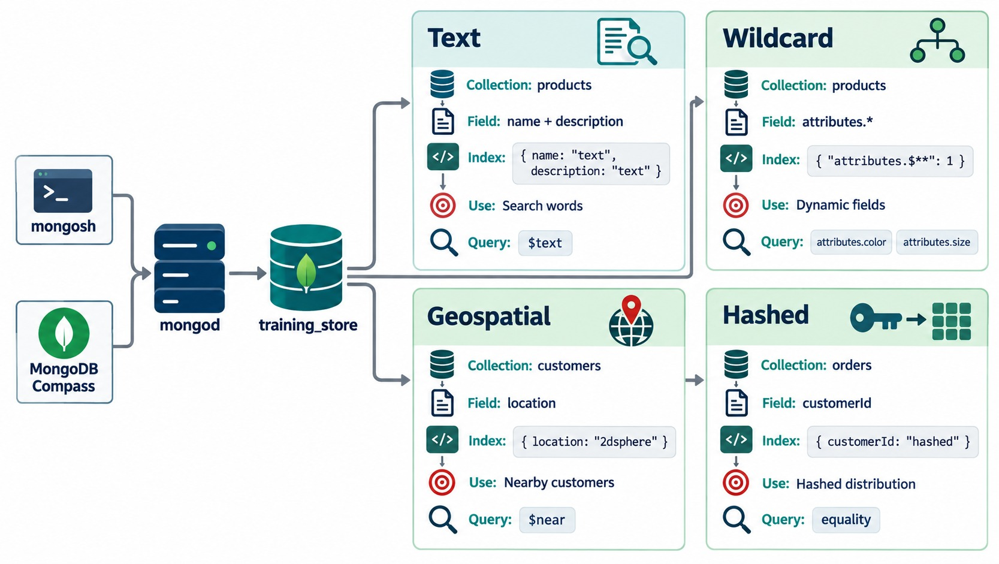 mongosh
MongoDB
Compass
mongod
training_store
Text
Collection: products
Field: name + description
Index: { name: "text",
description: "text" }
Use: Search words
Query: $text
Wildcard
Collection: products
Field: attributes.*
Index: { "attributes.$**": 1 }
Use: Dynamic fields
Query: attributes.color attributes.size
Geospatial
Collection: customers
Field: location
Index: { location: "2dsphere" }
Use: Nearby customers
Query: $near
Hashed
Collection: orders
Field: customerId
Index: { customerId: "hashed" }
Use: Hashed distribution
Query: equality